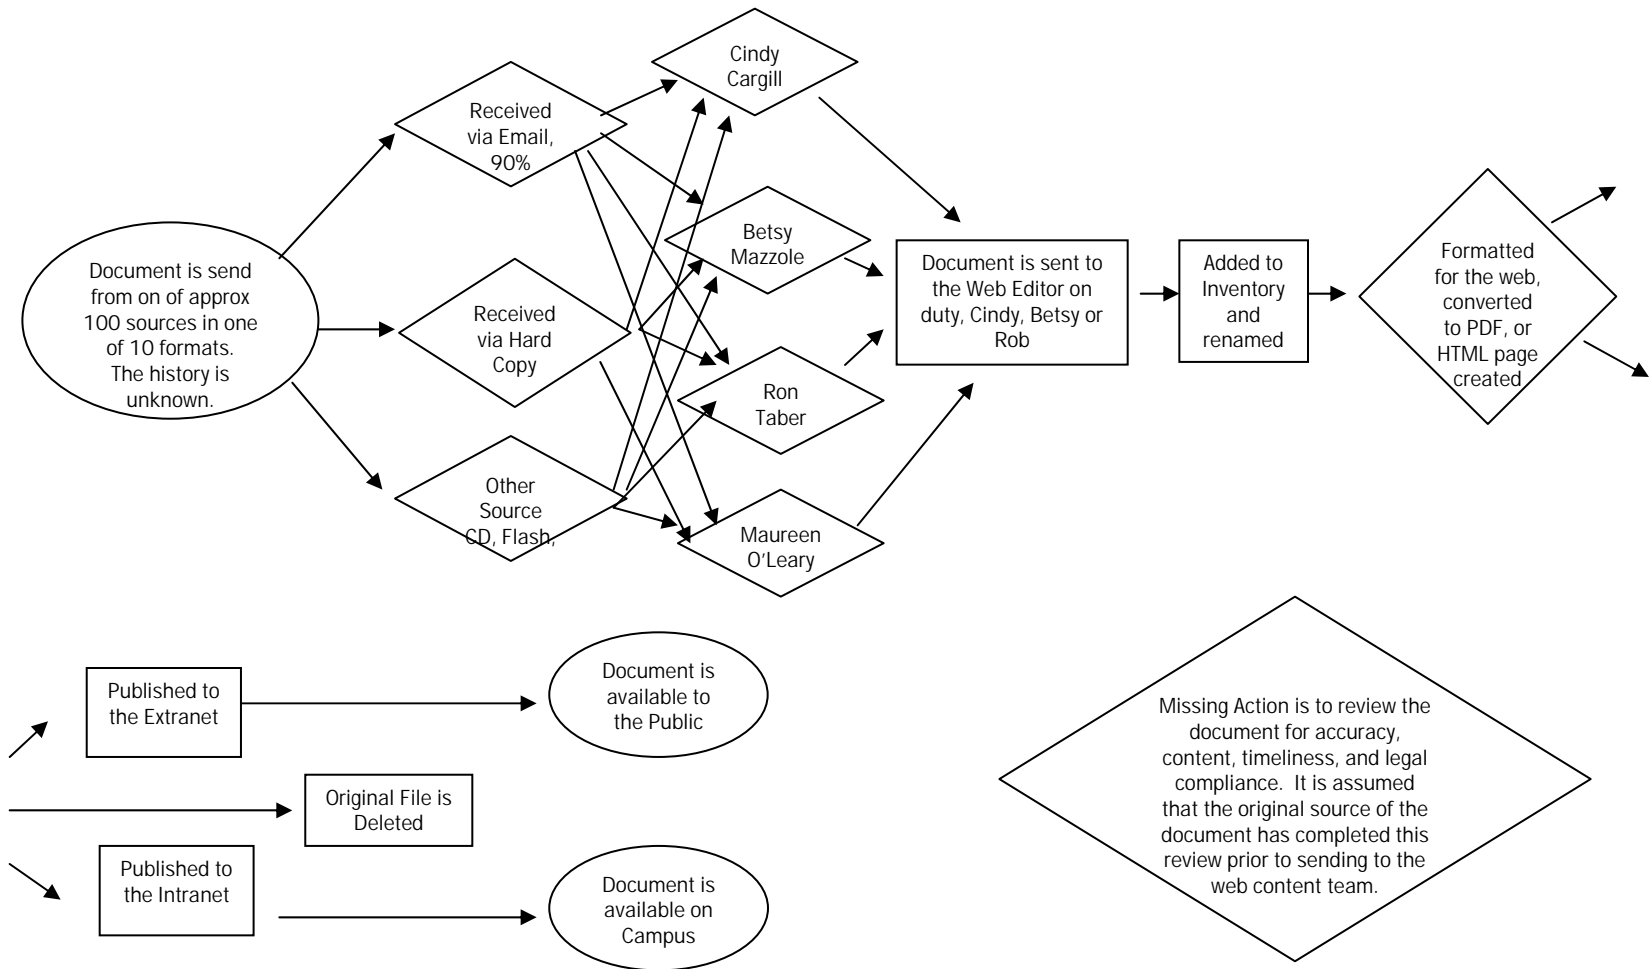 Cindy
Cargill
Received
via Email,
90%
Betsy
Mazzole
Document is send
from on of approx
100 sources in one
of 10 formats.
The history is
unknown.
Received
via Hard
Copy
Ron
Taber
Other
Source
CD, Flash,
Maureen
O'Leary
Document is sent to
the Web Editor on
duty, Cindy, Betsy or
Rob
Added to
Inventory
and
renamed
Formatted
for the web,
converted
to PDF, or
HTML page
created
Published to
the Extranet
Document is
available to
the Public
Original File is
Deleted
Published to
the Intranet
Document is
available on
Campus
Missing Action is to review the
document for accuracy,
content, timeliness, and legal
compliance.  It is assumed
that the original source of the
document has completed this
review prior to sending to the
web content team.